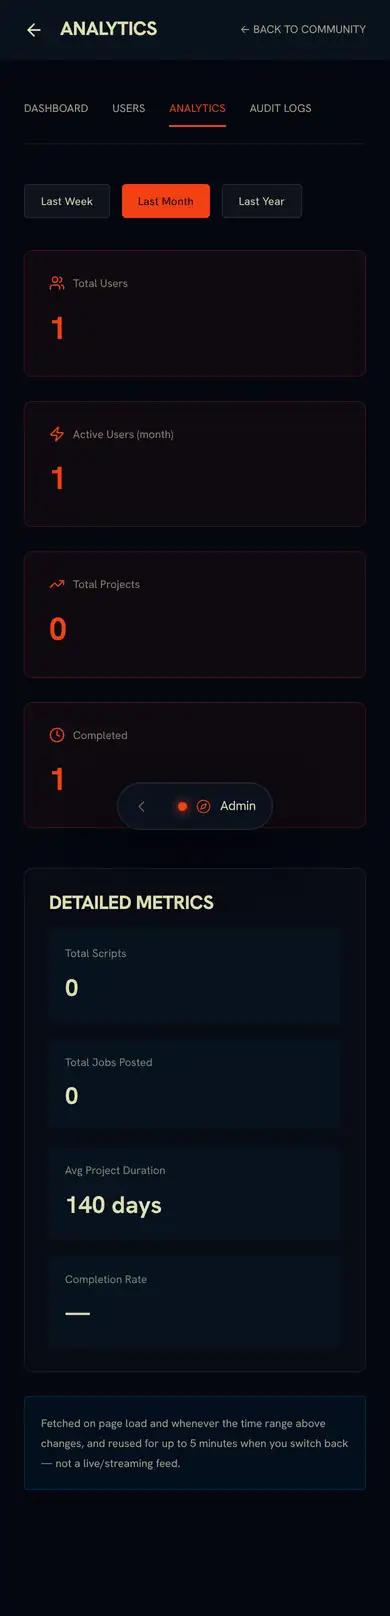 ANALYTICS
← BACK TO COMMUNITY
DASHBOARD USERS ANALYTICS AUDIT LOGS
Last Week Last Month Last Year
Total Users
1
Active Users (month)
1
Total Projects
0
Completed
1
Admin
DETAILED METRICS
Total Scripts
0
Total Jobs Posted
0
Avg Project Duration
140 days
Completion Rate
—
Fetched on page load and whenever the time range above
changes, and reused for up to 5 minutes when you switch back
— not a live/streaming feed.